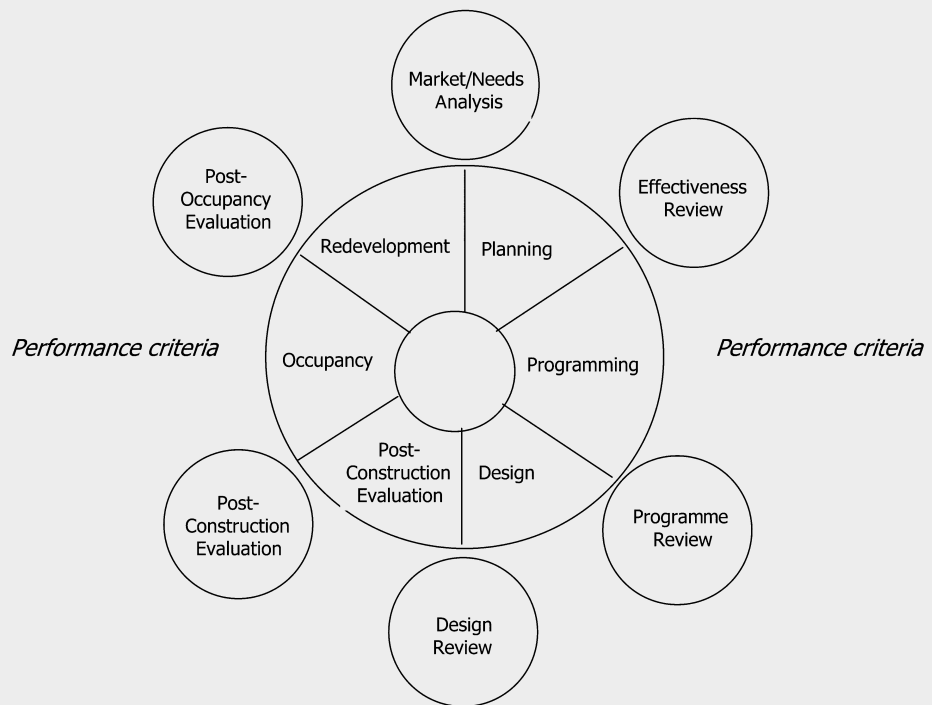 Market/Needs
Analysis
Post-
Occupancy
Evaluation
Effectiveness
Review
Redevelopment
Planning
Performance criteria
Occupancy
Programming
Performance criteria
Post-
Construction
Evaluation
Design
Post-
Construction
Evaluation
Programme
Review
Design
Review